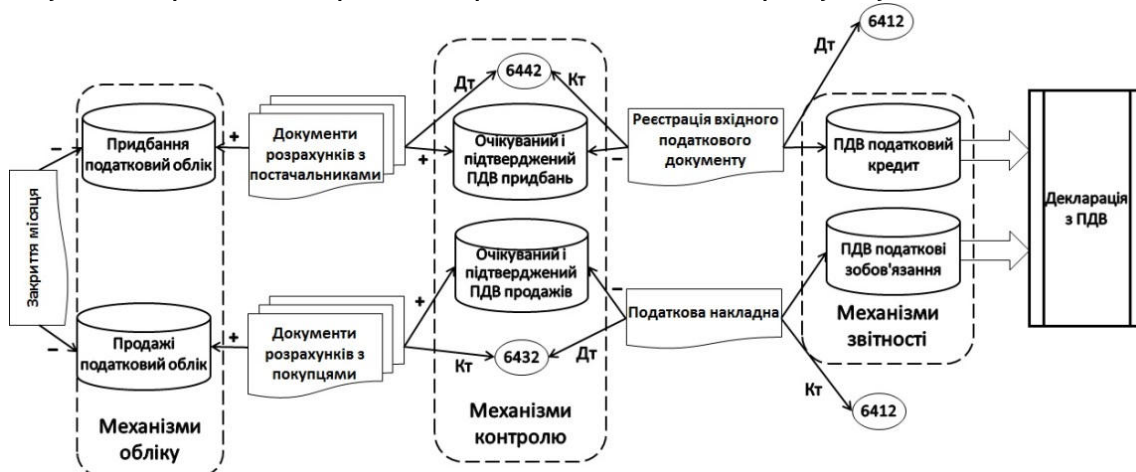 6412
Дт
6442
Дт
Кт
Придбання
податковий облік
+
Документи
розрахунків з
постачальниками
+
Очікуваний і
підтверджений
ПДВ придбань
–
Реєстрація вхідного
податкового
документу
ПДВ податковий
кредит
–
Закриття місяця
–
Декларація
з ПДВ
Очікуваний і
підтверджений
ПДВ продажів
ПДВ податкові
зобов'язання
Продажі
податковий облік
+
Документи
розрахунків з
покупцями
+
–
Податкова накладна
Механізми
звітності
Кт
6432
Дт
Кт
6412
Механізми
обліку
Механізми
контролю